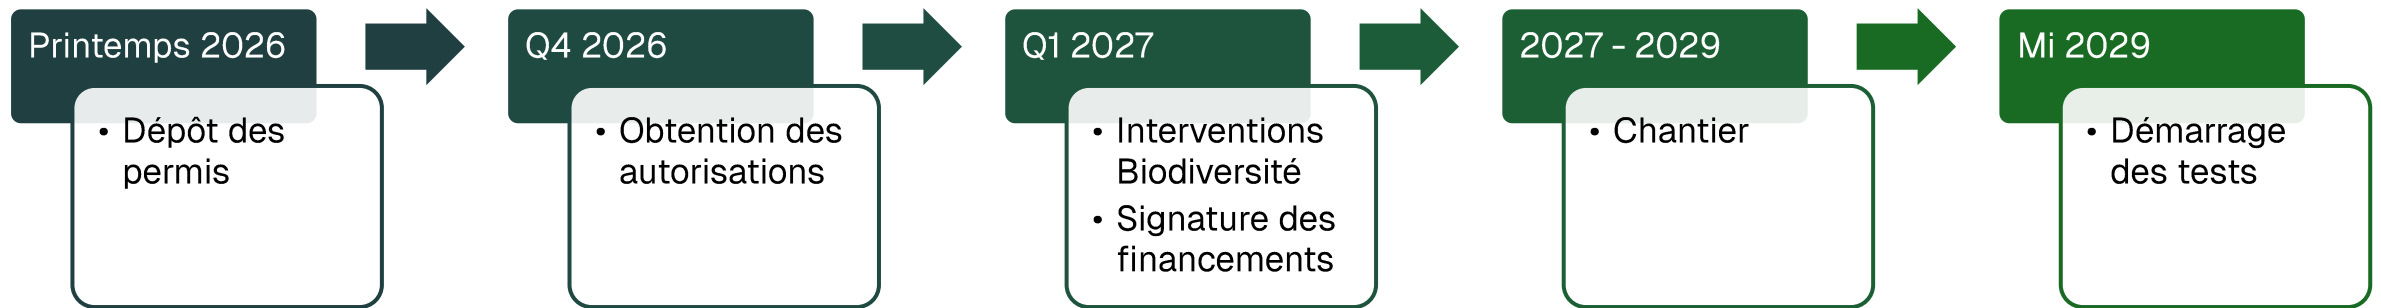 Printemps 2026
• Dépôt des
permis
Q4 2026
• Obtention des
autorisations
Q1 2027
• Interventions
Biodiversité
• Signature des
financements
2027 - 2029
• Chantier
Mi 2029
• Démarrage
des tests